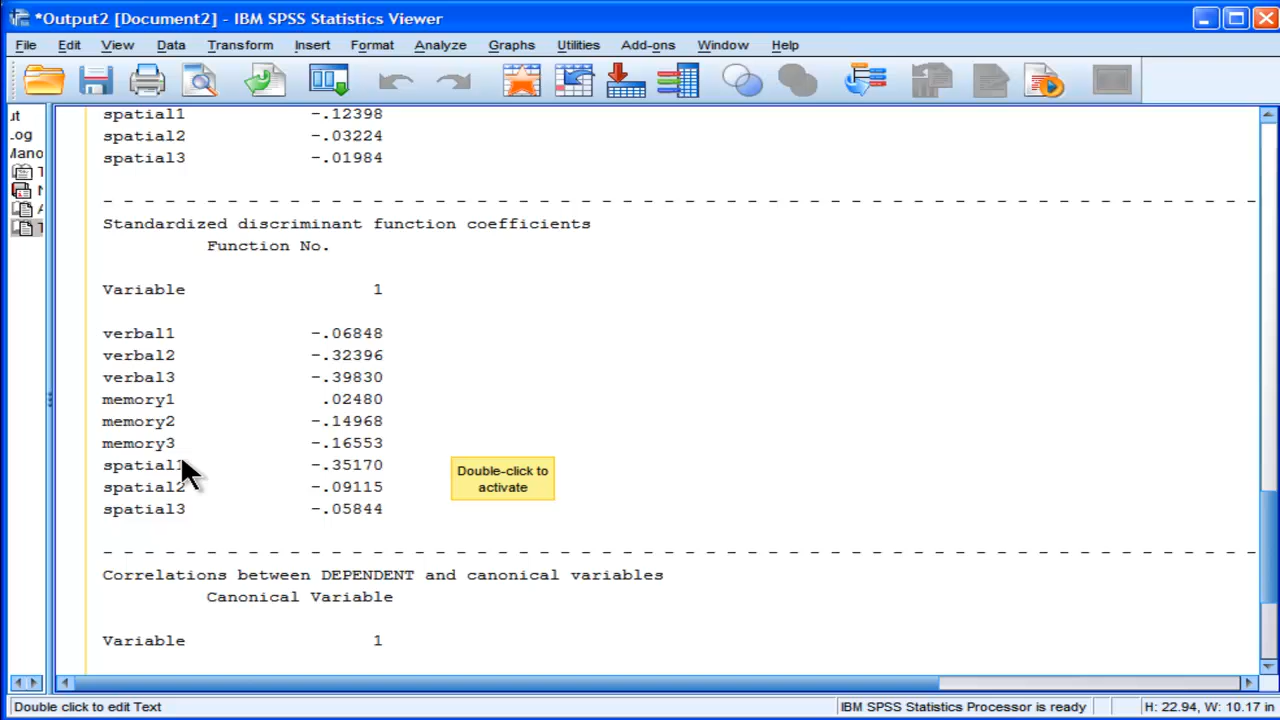 *Output2 [Document2] - IBM SPSS Statistics Viewer
File Edit View Data Transform Insert Format Analyze Graphs Utilities Add-ons Window Help
spatial1 -.12398
spatial2 -.03224
spatial3 -.01984
Standardized discriminant function coefficients
Function No.
Variable 1
verbal1 -.06848
verbal2 -.32396
verbal3 -.39830
memory1 .02480
memory2 -.14968
memory3 -.16553
spatial1 -.35170
spatial2 -.09115
spatial3 -.05844
Double-click to
activate
Correlations between DEPENDENT and canonical variables
Canonical Variable
Variable 1
Double click to edit Text
IBM SPSS Statistics Processor is ready
H: 22.94, W: 10.17 in